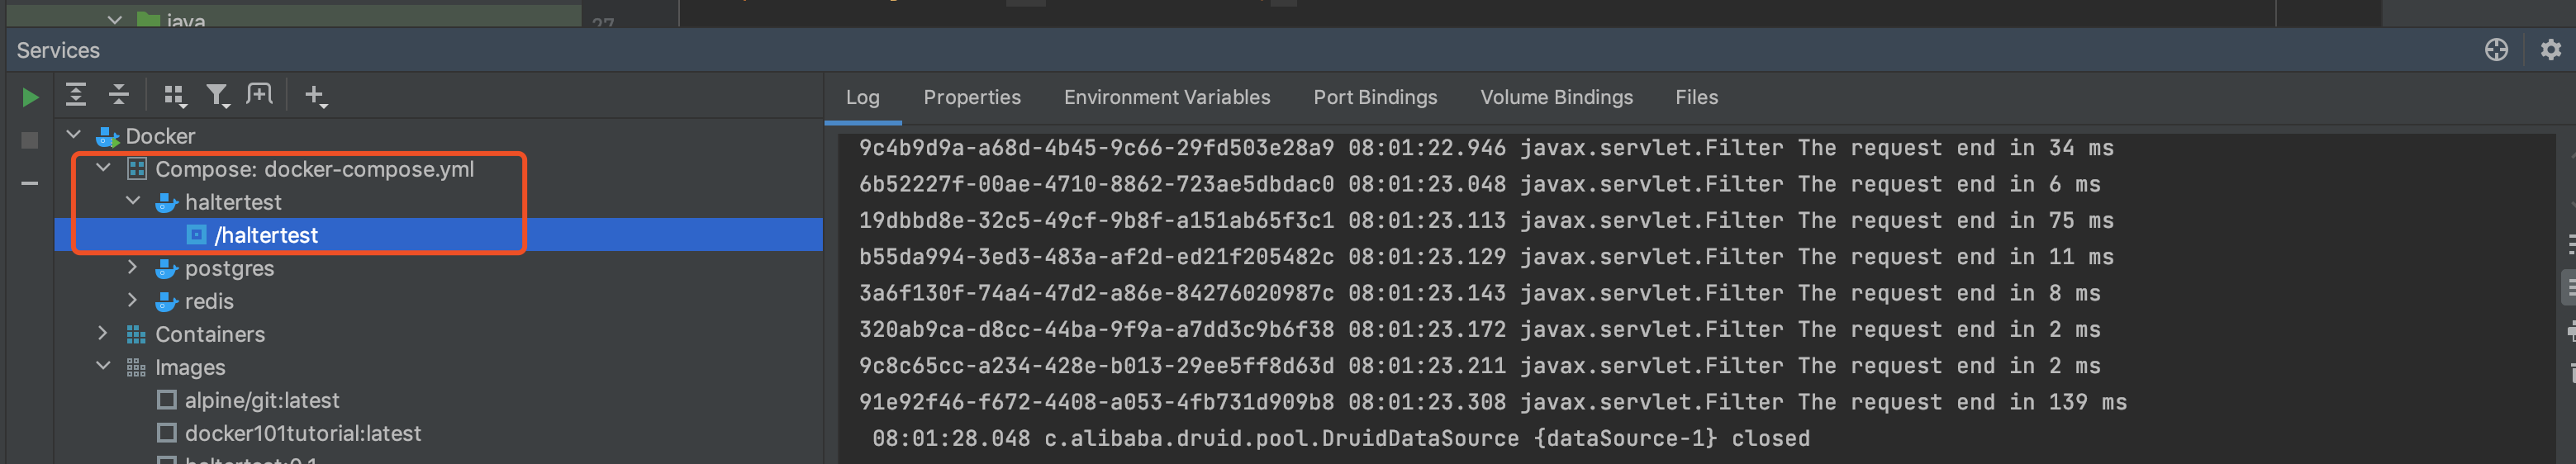 java
27
Services
Log Properties Environment Variables Port Bindings Volume Bindings Files
Docker
Compose: docker-compose.yml
haltertest
/haltertest
postgres
redis
Containers
Images
alpine/git:latest
docker101tutorial:latest
haltertest:0.1
9c4b9d9a-a68d-4b45-9c66-29fd503e28a9 08:01:22.946 javax.servlet.Filter The request end in 34 ms
6b52227f-00ae-4710-8862-723ae5dbdac0 08:01:23.048 javax.servlet.Filter The request end in 6 ms
19dbbd8e-32c5-49cf-9b8f-a151ab65f3c1 08:01:23.113 javax.servlet.Filter The request end in 75 ms
b55da994-3ed3-483a-af2d-ed21f205482c 08:01:23.129 javax.servlet.Filter The request end in 11 ms
3a6f130f-74a4-47d2-a86e-84276020987c 08:01:23.143 javax.servlet.Filter The request end in 8 ms
320ab9ca-d8cc-44ba-9f9a-a7dd3c9b6f38 08:01:23.172 javax.servlet.Filter The request end in 2 ms
9c8c65cc-a234-428e-b013-29ee5ff8d63d 08:01:23.211 javax.servlet.Filter The request end in 2 ms
91e92f46-f672-4408-a053-4fb731d909b8 08:01:23.308 javax.servlet.Filter The request end in 139 ms
08:01:28.048 c.alibaba.druid.pool.DruidDataSource {dataSource-1} closed